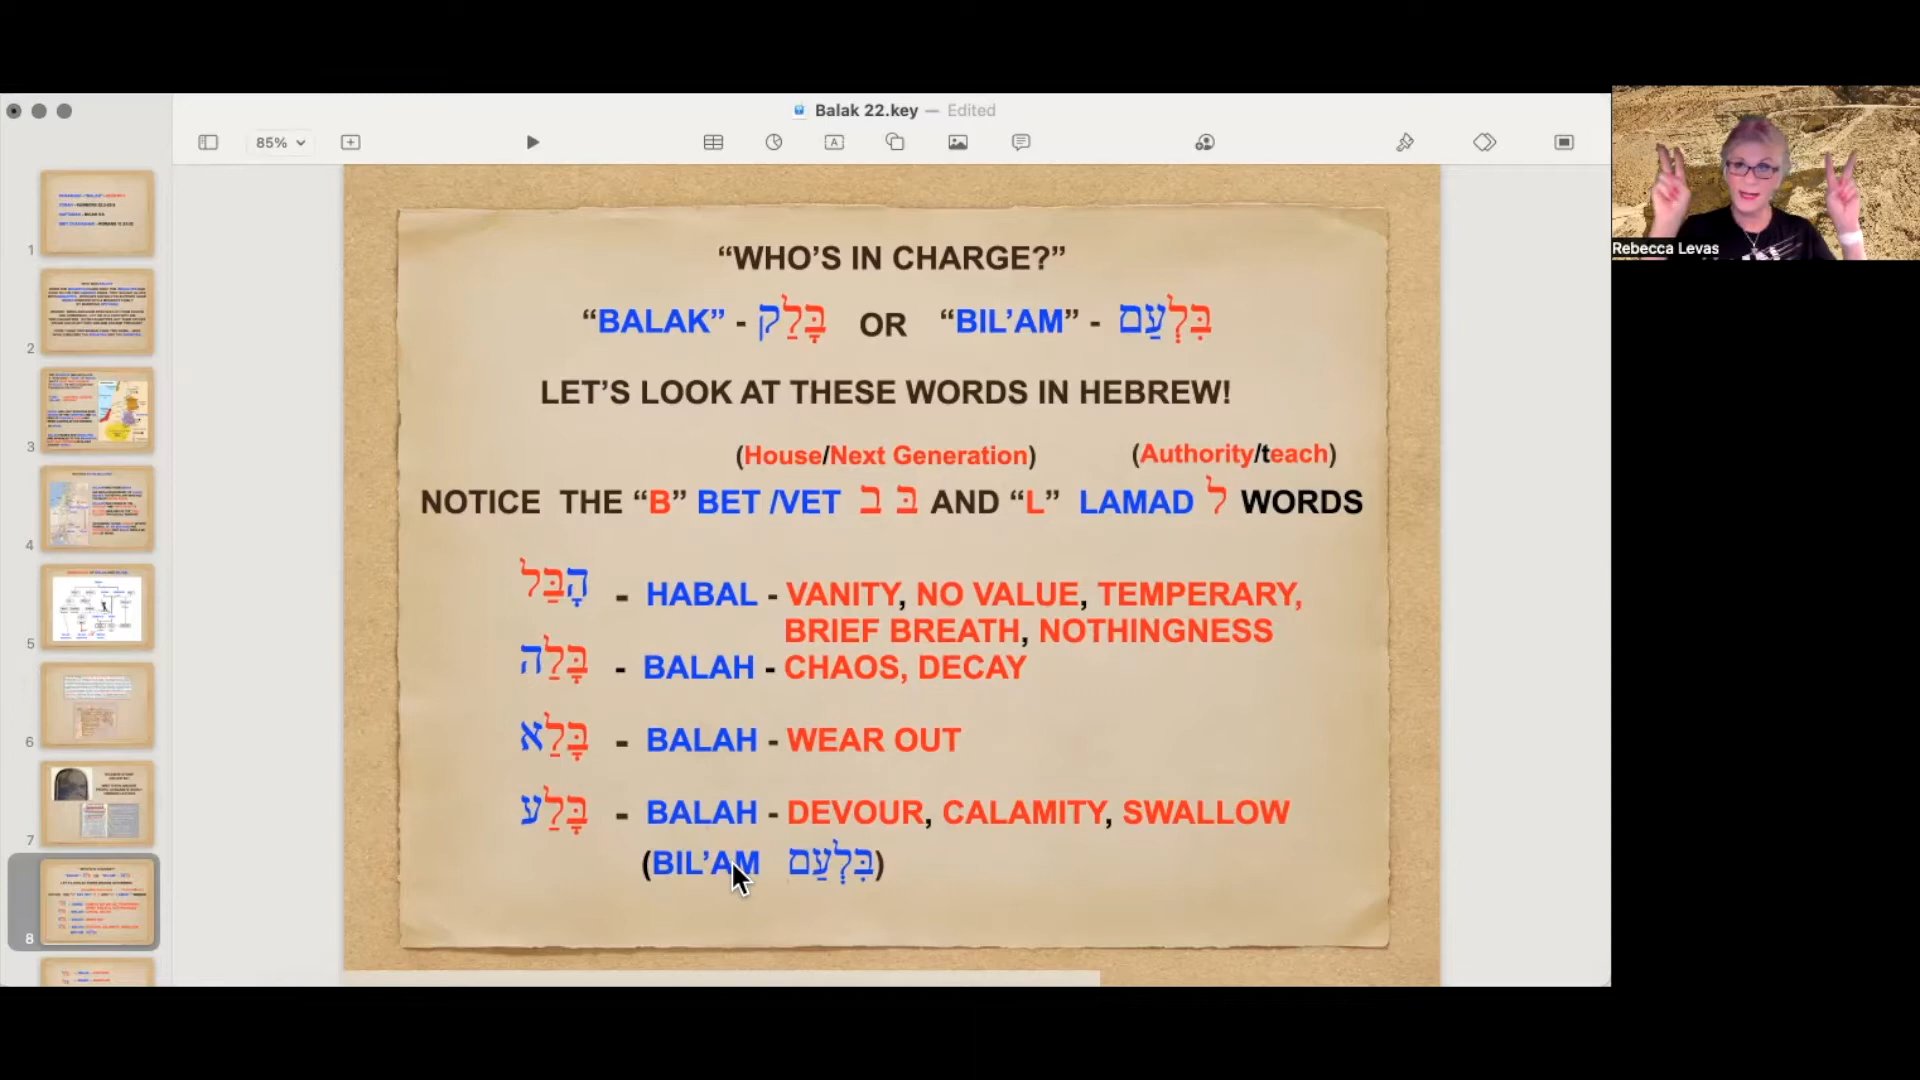 Balak 22.key — Edited
85%
Rebecca Levas
“WHO’S IN CHARGE?”
“BALAK” - בָּלַק OR “BIL’AM” - בִּלְעַם
LET’S LOOK AT THESE WORDS IN HEBREW!
(House/Next Generation) (Authority/teach)
NOTICE THE “B” BET /VET ב בּ AND “L” LAMAD ל WORDS
הָבַּל - HABAL - VANITY, NO VALUE, TEMPERARY,
BRIEF BREATH, NOTHINGNESS
בָּלַה - BALAH - CHAOS, DECAY
בָּלַא - BALAH - WEAR OUT
בָּלַע - BALAH - DEVOUR, CALAMITY, SWALLOW
(BIL’AM בִּלְעַם)
1
2
3
4
5
6
7
8